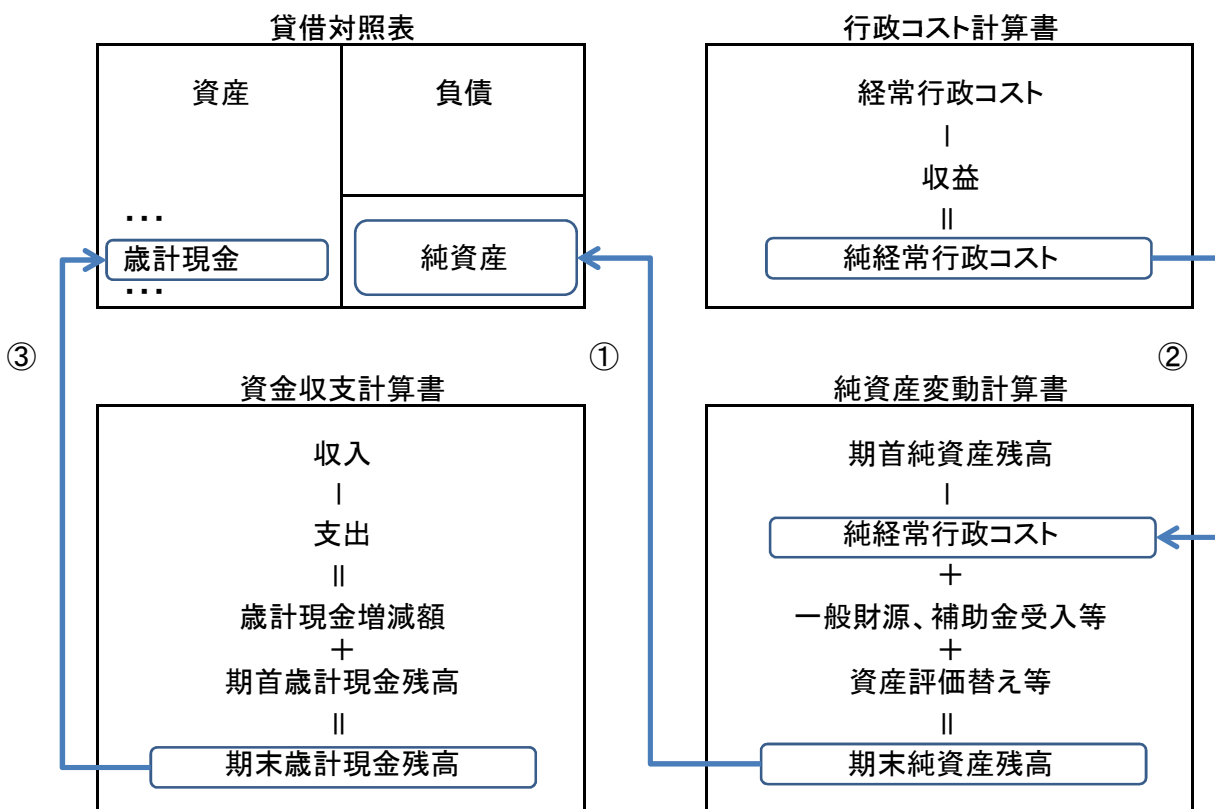 貸借対照表
資産
負債
・・・
歳計現金
・・・
純資産
行政コスト計算書
経常行政コスト
－
収益
＝
純経常行政コスト
③
①
②
資金収支計算書
収入
－
支出
＝
歳計現金増減額
＋
期首歳計現金残高
＝
期末歳計現金残高
純資産変動計算書
期首純資産残高
－
純経常行政コスト
＋
一般財源、補助金受入等
＋
資産評価替え等
＝
期末純資産残高